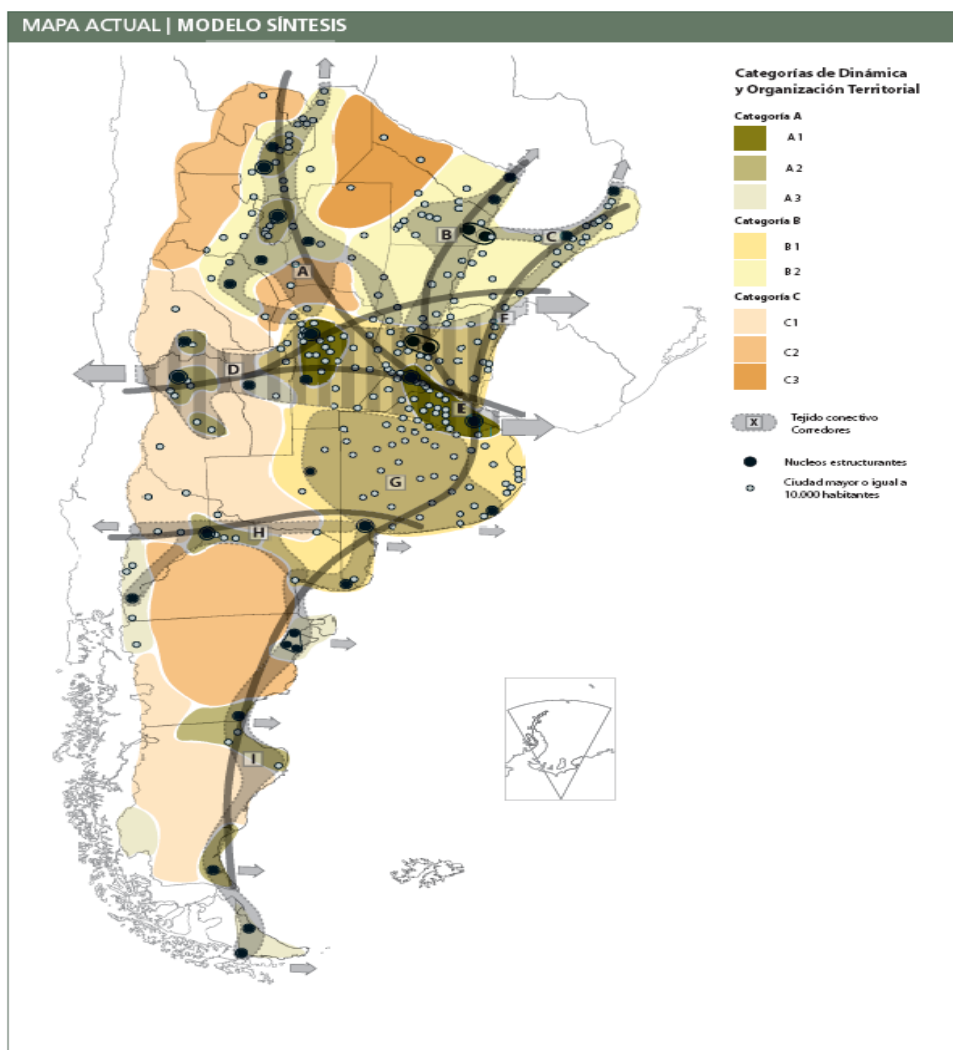 MAPA ACTUAL | MODELO SÍNTESIS
Categorías de Dinámica
y Organización Territorial
Categoría A
A 1
A 2
A 3
Categoría B
B 1
B 2
Categoría C
C1
C2
C3
X
Tejido conectivo
Corredores
Nucleos estructurantes
Ciudad mayor o igual a
10.000 habitantes
A
B
C
D
E
F
G
H
I